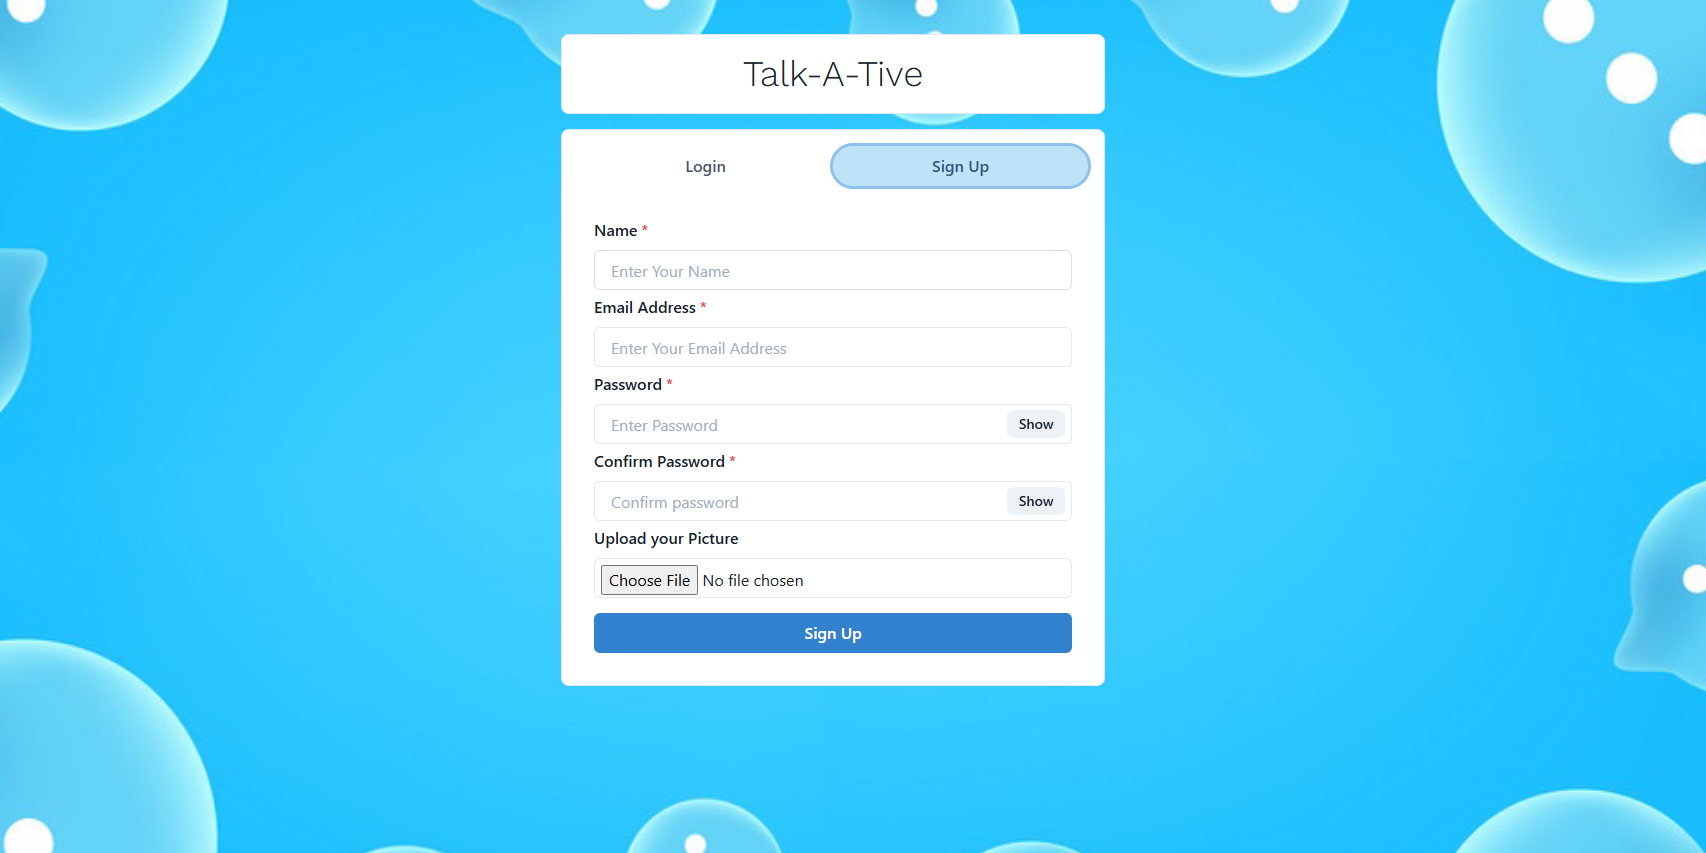 Talk-A-Tive
Login Sign Up
Name *
Enter Your Name
Email Address *
Enter Your Email Address
Password *
Enter Password Show
Confirm Password *
Confirm password Show
Upload your Picture
Choose File No file chosen
Sign Up